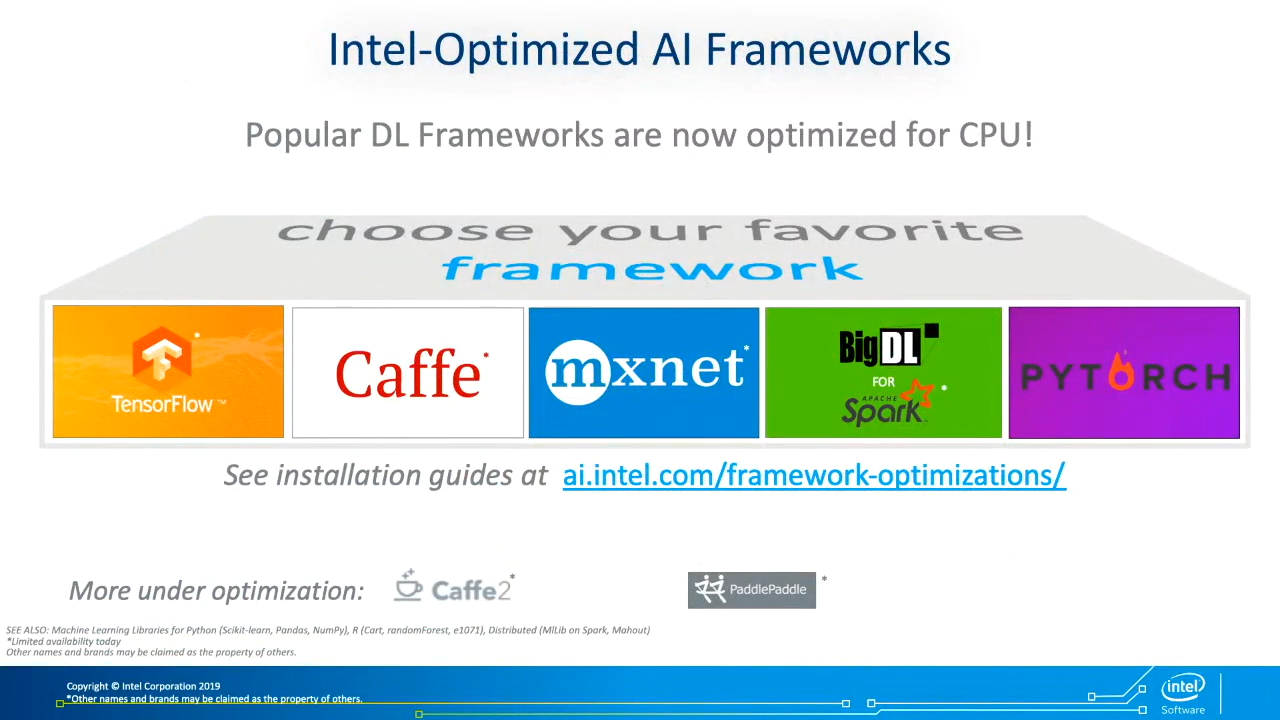 Intel-Optimized AI Frameworks
Popular DL Frameworks are now optimized for CPU!
choose your favorite
framework
TensorFlow™ *
Caffe*
mxnet*
BigDL
FOR
APACHE
Spark™ *
PYTORCH
See installation guides at ai.intel.com/framework-optimizations/
More under optimization: Caffe2* PaddlePaddle *
SEE ALSO: Machine Learning Libraries for Python (Scikit-learn, Pandas, NumPy), R (Cart, randomForest, e1071), Distributed (MlLib on Spark, Mahout)
*Limited availability today
Other names and brands may be claimed as the property of others.
Copyright © Intel Corporation 2019
*Other names and brands may be claimed as the property of others.
intel
Software